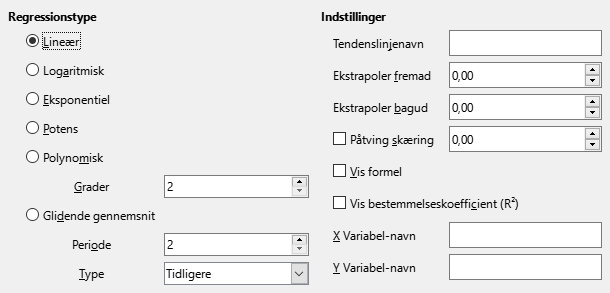 Regressionstype
Lineær
Logaritmisk
Eksponentiel
Potens
Polynomisk
Grader 2
Glidende gennemsnit
Periode 2
Type Tidligere
Indstillinger
Tendenslinjenavn
Ekstrapoler fremad 0,00
Ekstrapoler bagud 0,00
Påtving skæring 0,00
Vis formel
Vis bestemmelseskoefficient (R²)
X Variabel-navn
Y Variabel-navn